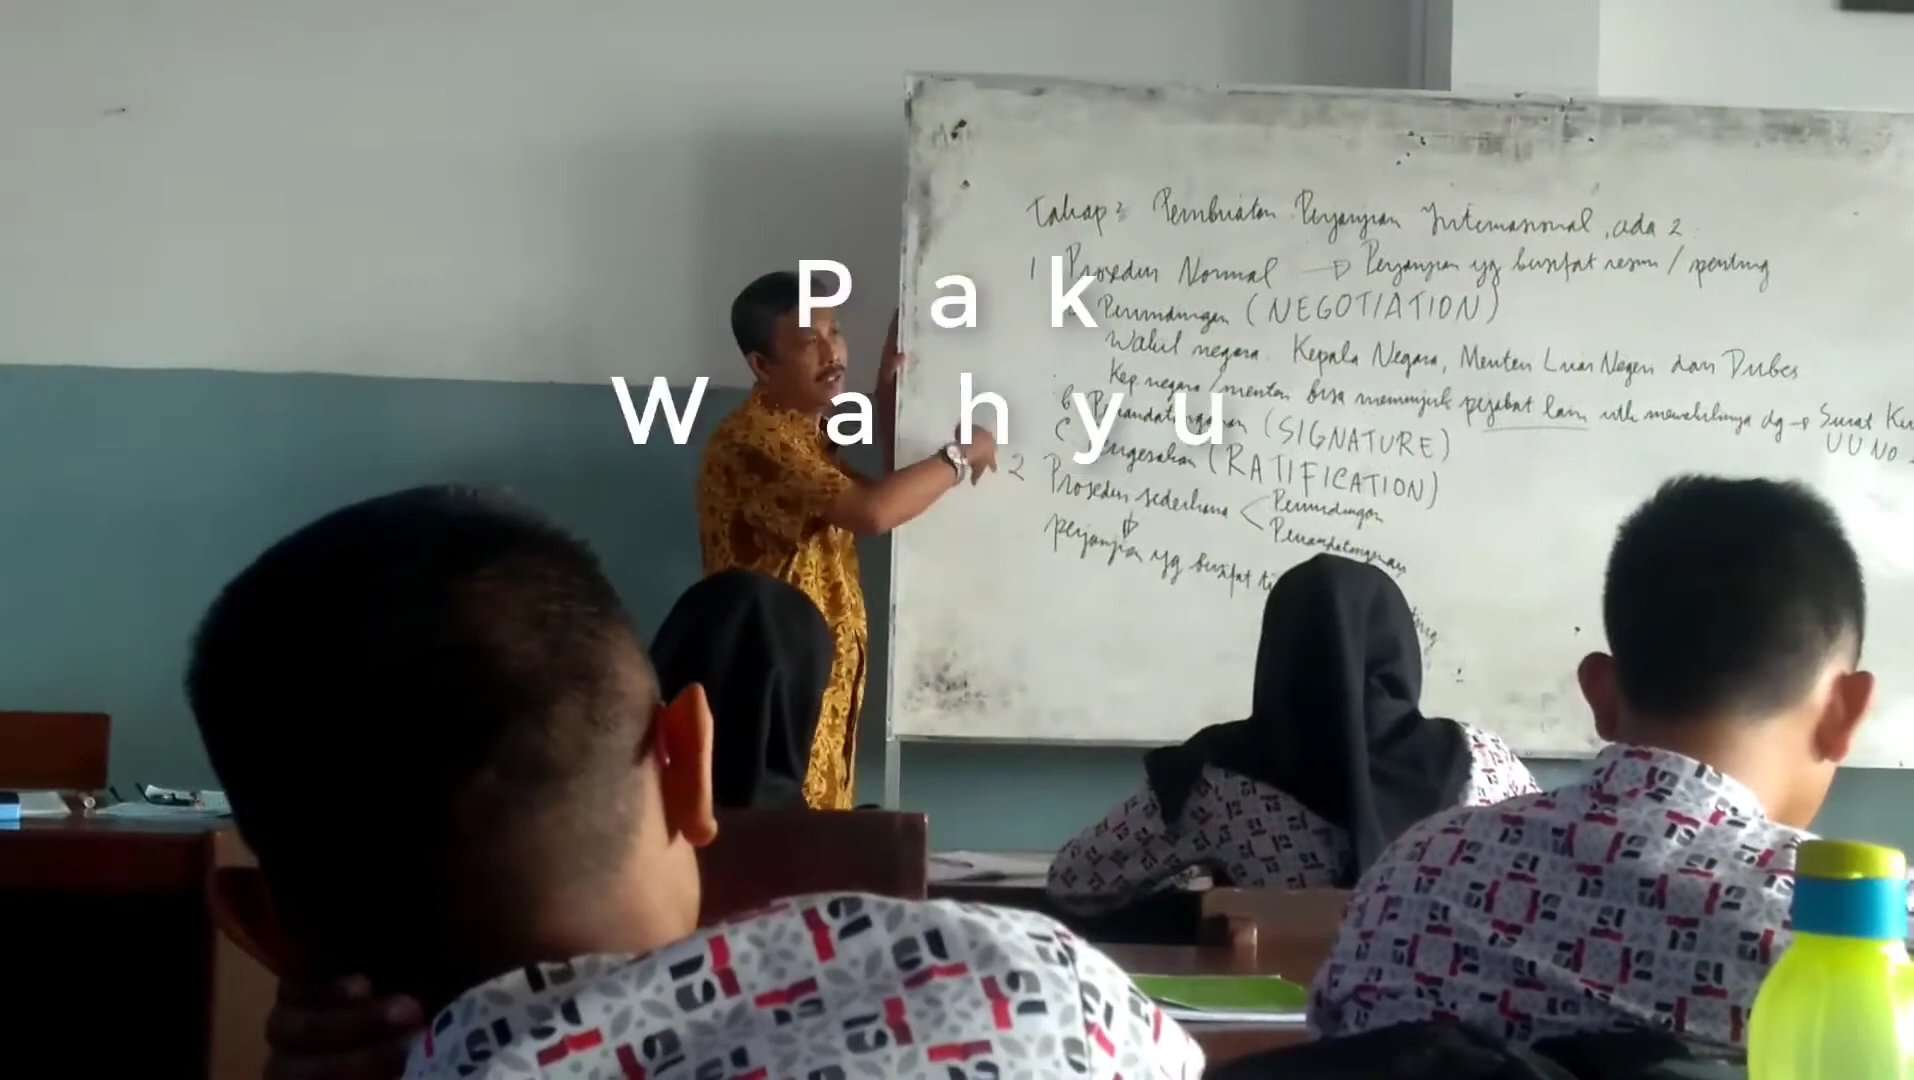 Pak
Wahyu
Tahap² Pembuatan Perjanjian Internasional, ada 2:
1 Prosedur Normal → Perjanjian yg bersifat resmi / penting
Perundingan (NEGOTIATION)
Wakil negara. Kepala Negara, Menteri Luar Negeri dan Dubes
Kep. negara / menteri bisa menunjuk pejabat lain utk mewakilinya dg → Surat Ku
b Penandatanganan (SIGNATURE) UU No
c Pengesahan (RATIFICATION)
2 Prosedur sederhana < Perundingan
Penandatanganan
perjanjian yg bersifat